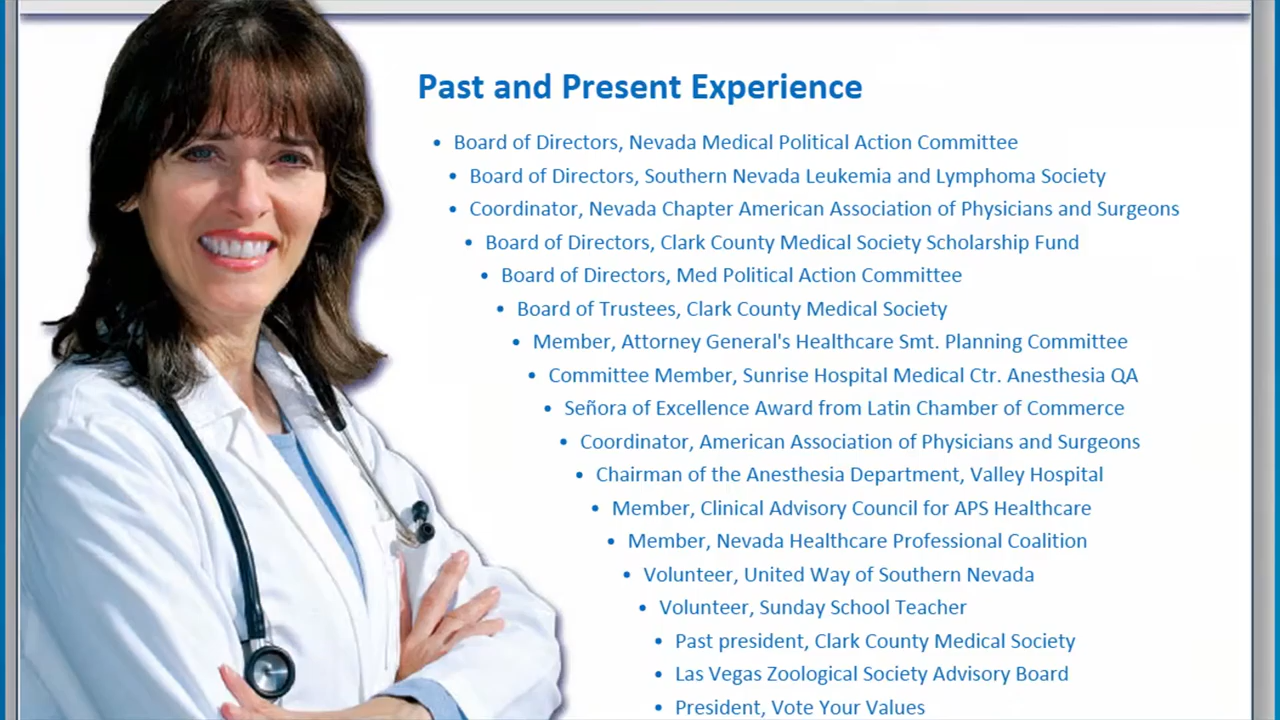 Past and Present Experience
• Board of Directors, Nevada Medical Political Action Committee
• Board of Directors, Southern Nevada Leukemia and Lymphoma Society
• Coordinator, Nevada Chapter American Association of Physicians and Surgeons
• Board of Directors, Clark County Medical Society Scholarship Fund
• Board of Directors, Med Political Action Committee
• Board of Trustees, Clark County Medical Society
• Member, Attorney General's Healthcare Smt. Planning Committee
• Committee Member, Sunrise Hospital Medical Ctr. Anesthesia QA
• Señora of Excellence Award from Latin Chamber of Commerce
• Coordinator, American Association of Physicians and Surgeons
• Chairman of the Anesthesia Department, Valley Hospital
• Member, Clinical Advisory Council for APS Healthcare
• Member, Nevada Healthcare Professional Coalition
• Volunteer, United Way of Southern Nevada
• Volunteer, Sunday School Teacher
• Past president, Clark County Medical Society
• Las Vegas Zoological Society Advisory Board
• President, Vote Your Values